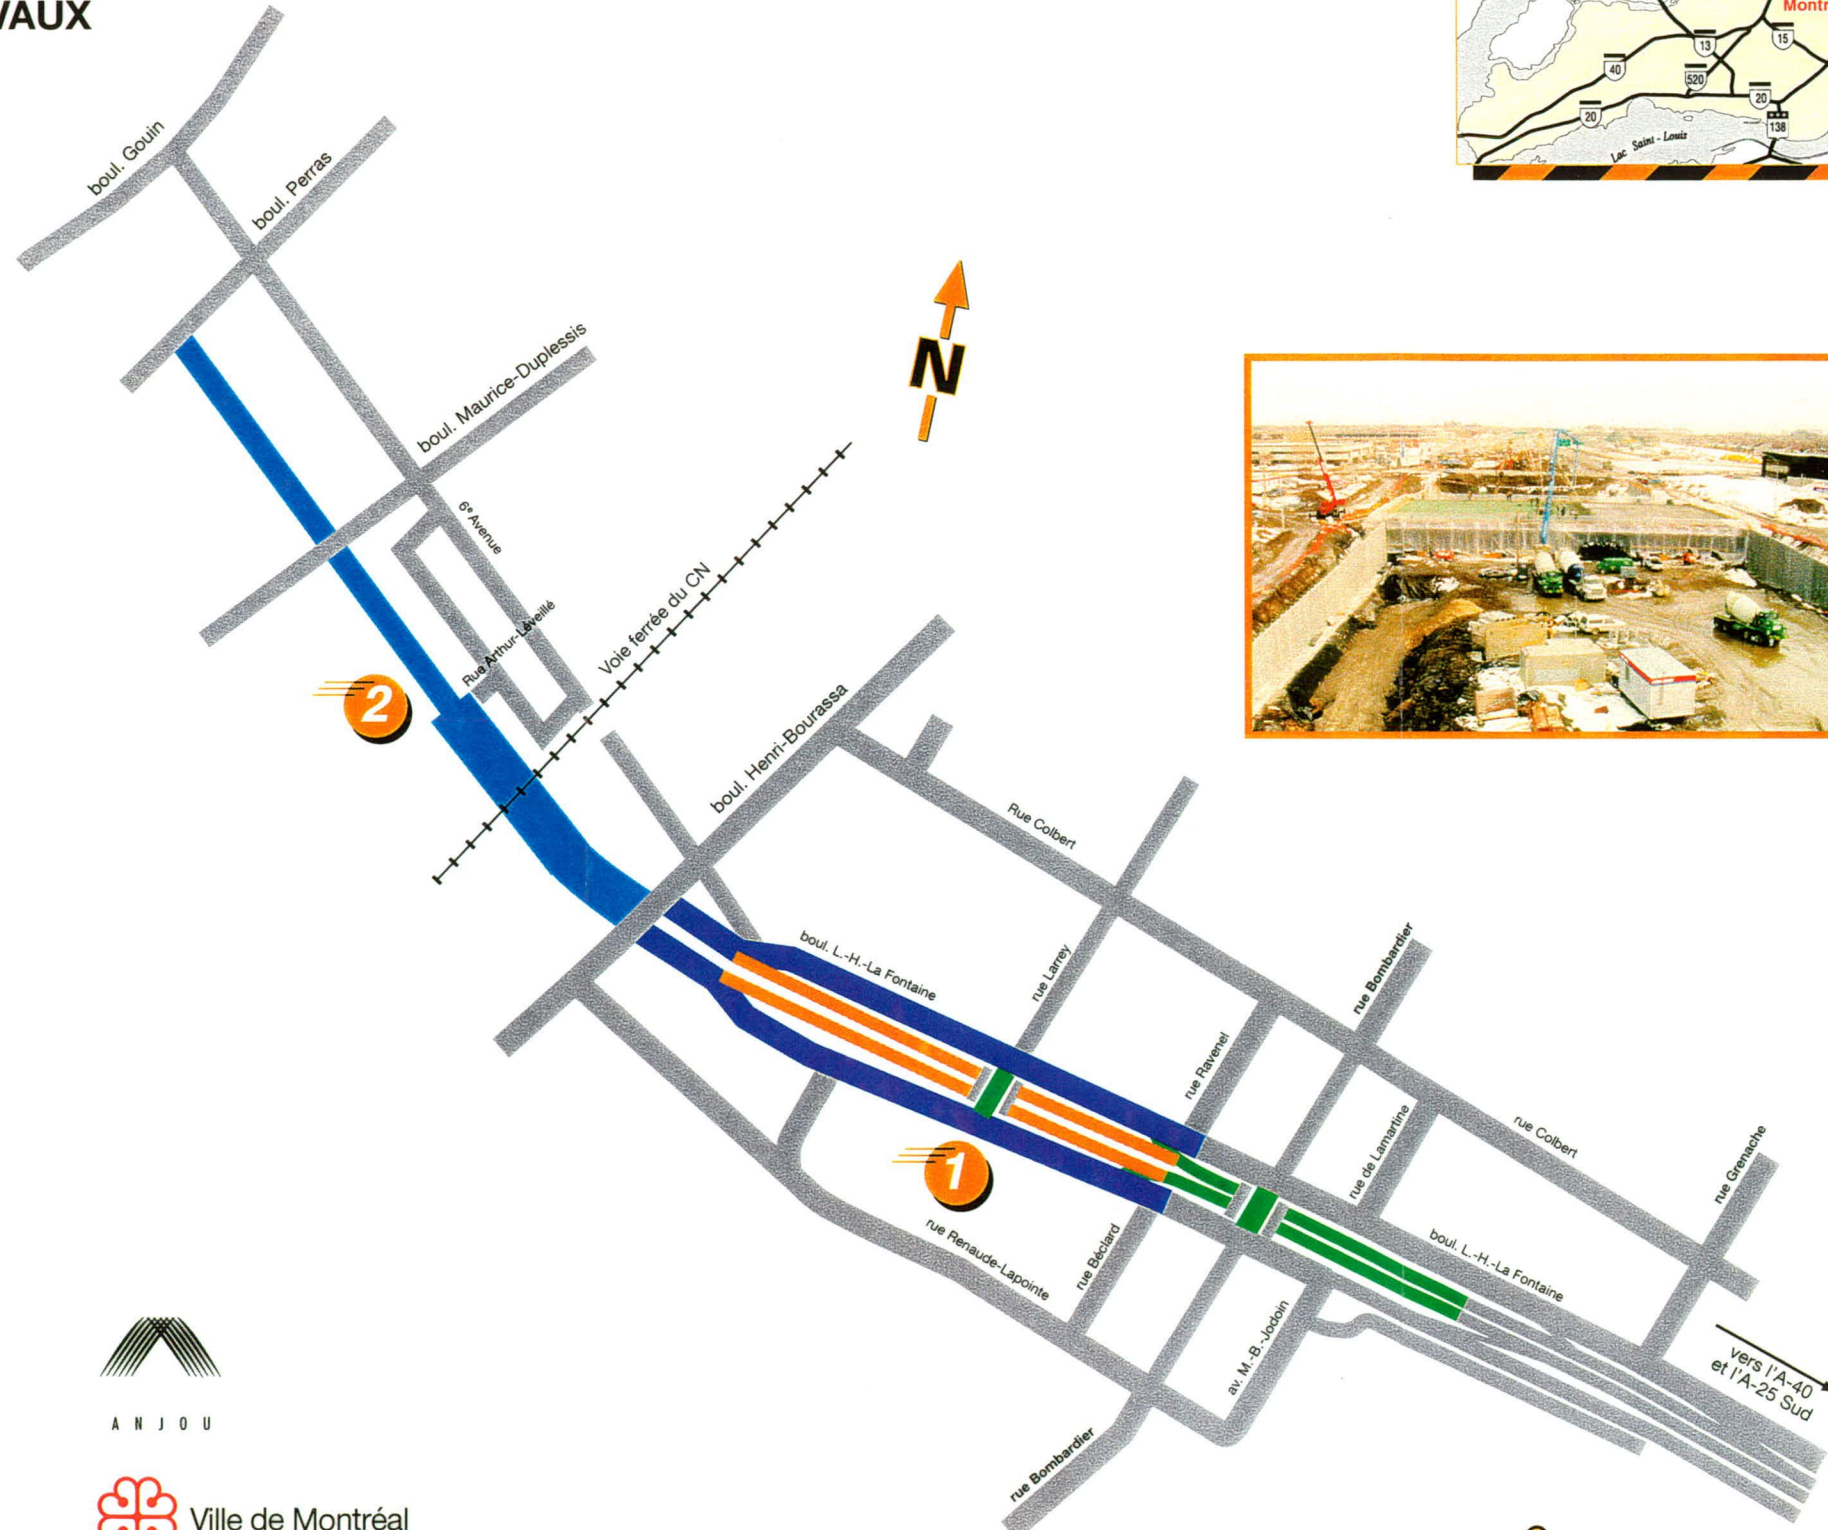 boul. Gouin
boul. Perras
13
15
40
520
20
20
138
Lac Saint-Louis
N
boul. Maurice-Duplessis
6e Avenue
Rue Arthur-Léveillé
Voie ferrée du CN
2
boul. Henri-Bourassa
Rue Colbert
boul. L.-H.-La Fontaine
rue Larrey
rue Bombardier
rue Ravenel
rue de Lamartine
rue Colbert
rue Grenache
1
rue Renaude-Lapointe
rue Béclard
boul. L.-H.-La Fontaine
av. M.-B.-Jodoin
vers l'A-40
et l'A-25 Sud
rue Bombardier
ANJOU
Ville de Montréal